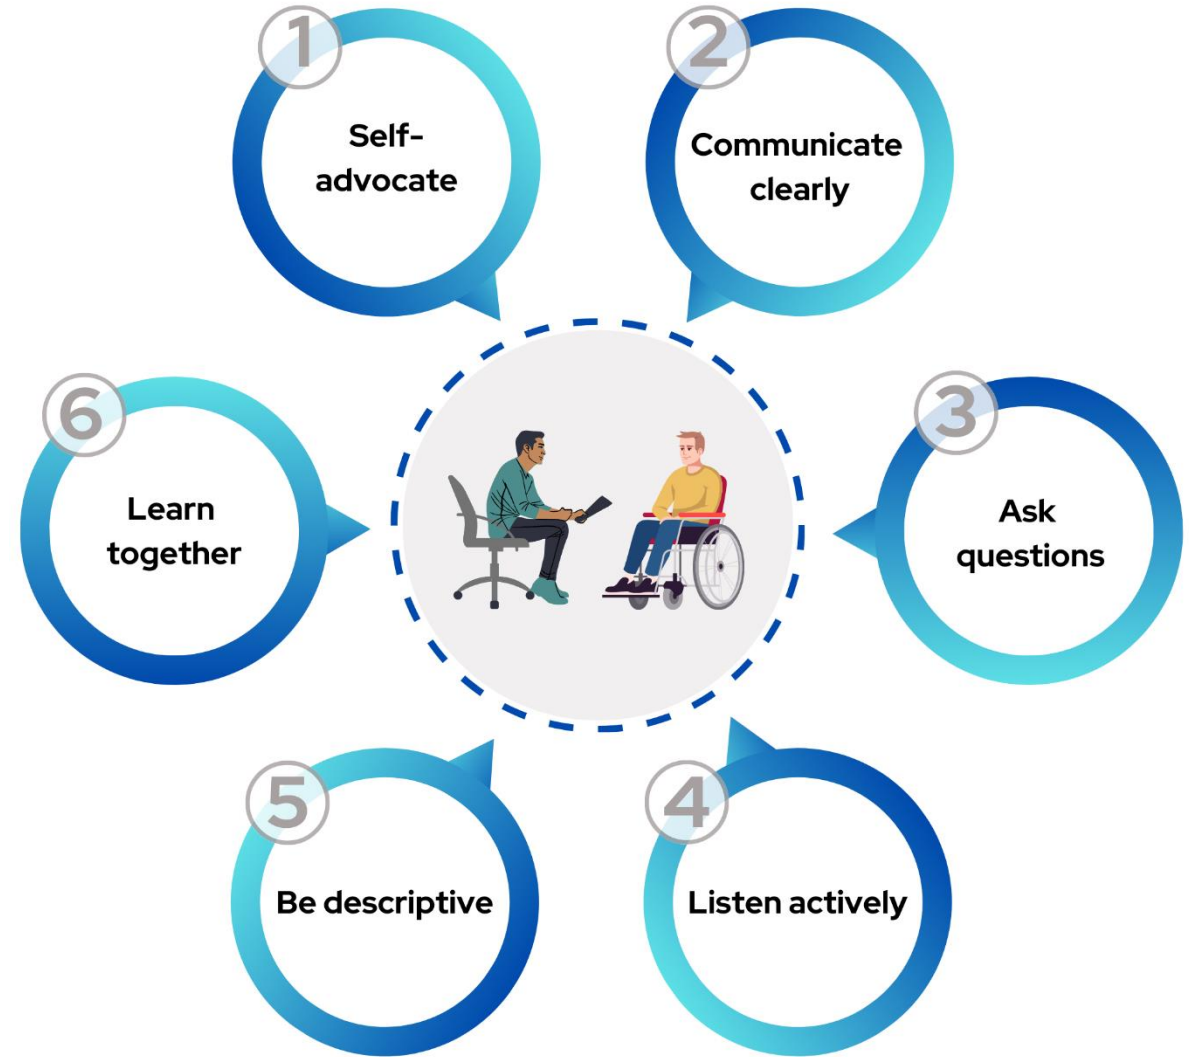 1
Self-
advocate
2
Communicate
clearly
3
Ask
questions
4
Listen actively
5
Be descriptive
6
Learn
together